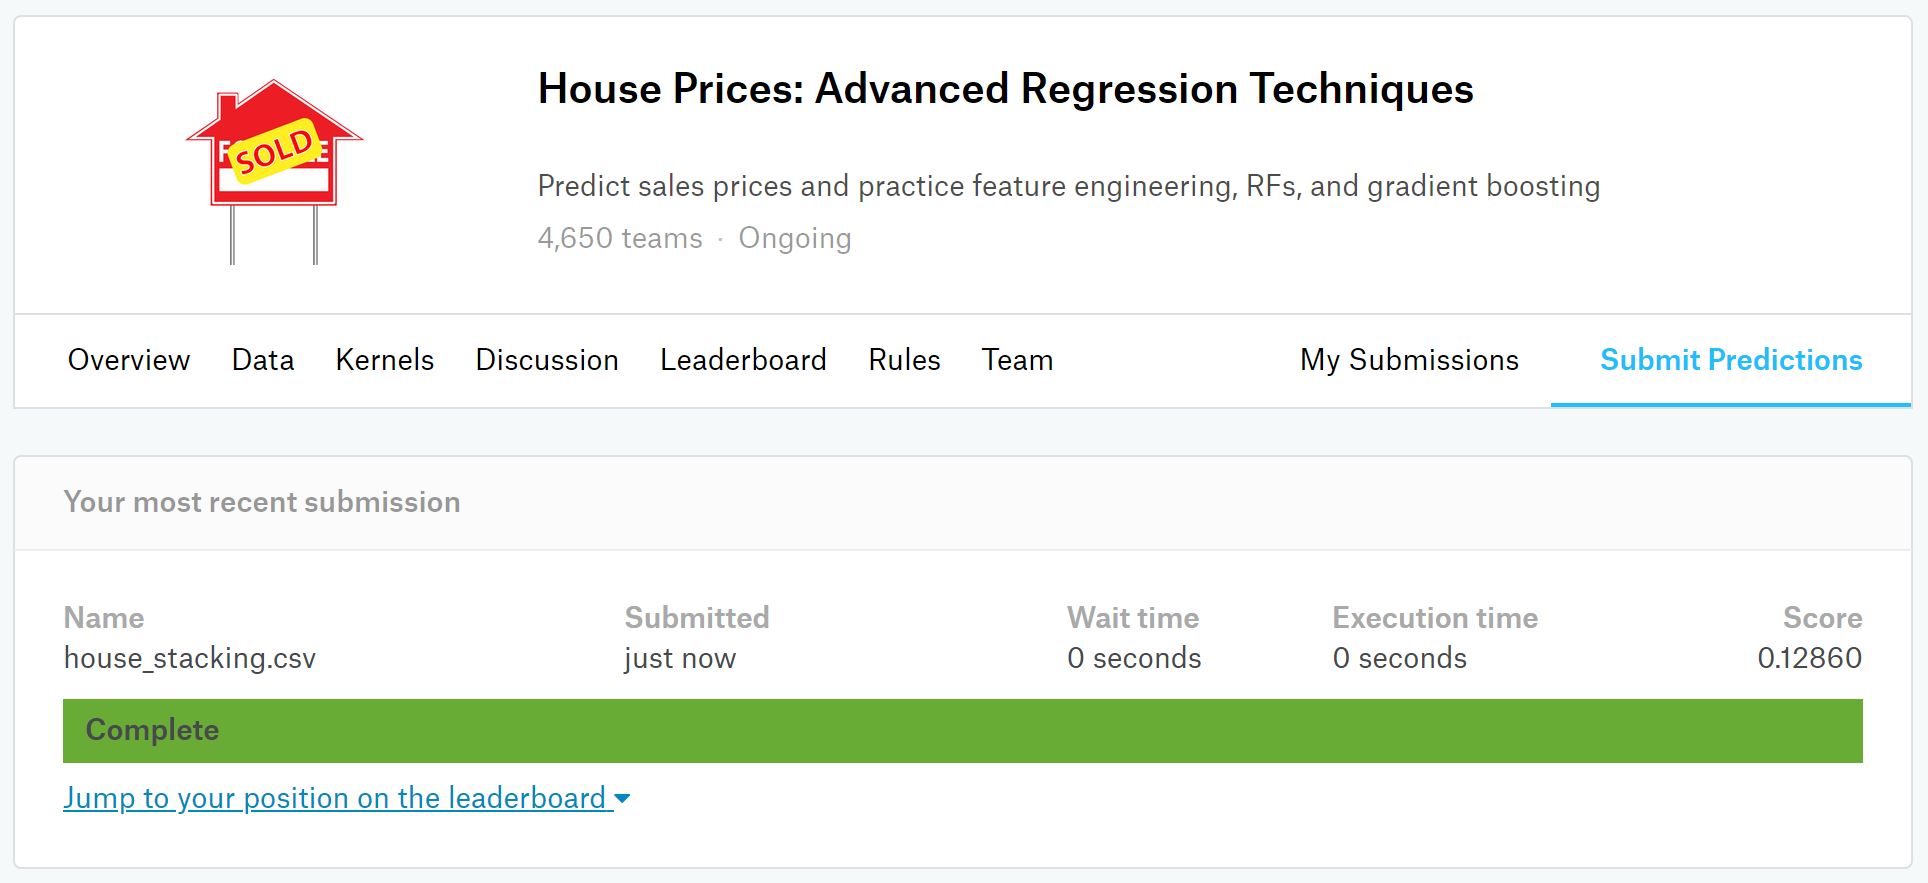 SOLD
House Prices: Advanced Regression Techniques
Predict sales prices and practice feature engineering, RFs, and gradient boosting
4,650 teams · Ongoing
Overview Data Kernels Discussion Leaderboard Rules Team My Submissions Submit Predictions
Your most recent submission
Name Submitted Wait time Execution time Score
house_stacking.csv just now 0 seconds 0 seconds 0.12860
Complete
Jump to your position on the leaderboard